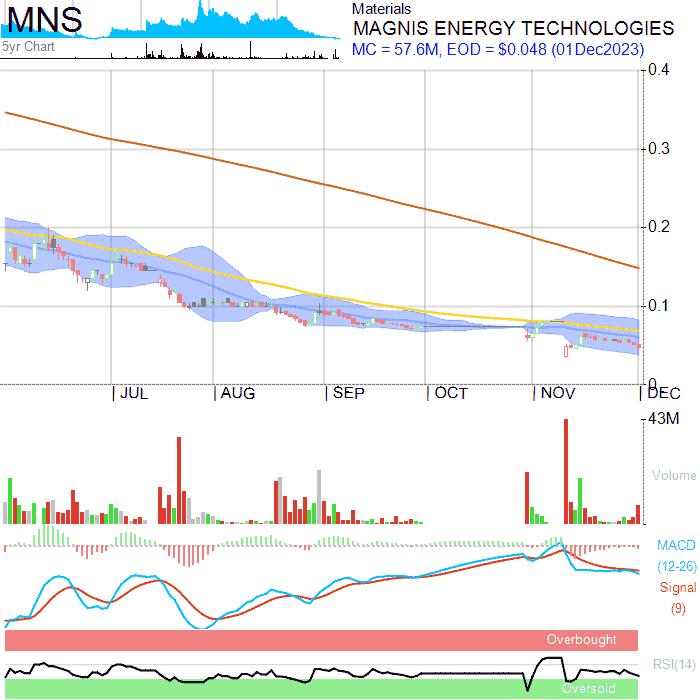 MNS
5yr Chart
Materials
MAGNIS ENERGY TECHNOLOGIES
MC = 57.6M, EOD = $0.048 (01Dec2023)
0.4
0.3
0.2
0.1
0
JUL AUG SEP OCT NOV DEC
43M
Volume
MACD
(12-26)
Signal
(9)
Overbought
RSI(14)
Oversold